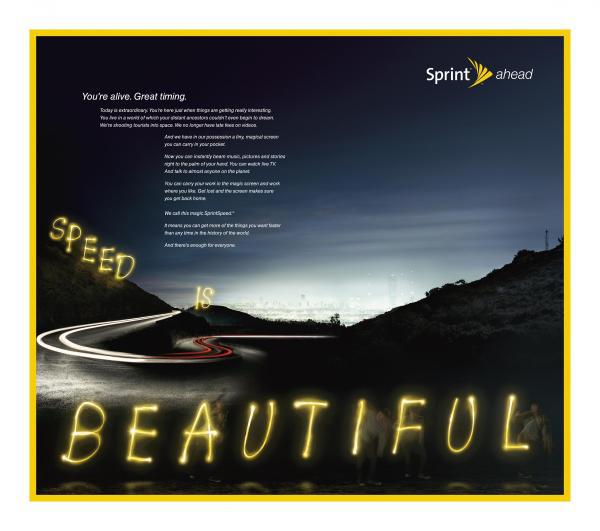 Sprint ahead
You're alive. Great timing.
Today is extraordinary. You're here just when things are getting really interesting.
You live in a world of which your distant ancestors couldn't even begin to dream.
We're shooting tourists into space. We no longer have late fees on videos.
And we have in our possession a tiny, magical screen
you can carry in your pocket.
Now you can instantly beam music, pictures and stories
right to the palm of your hand. You can watch live TV.
And talk to almost anyone on the planet.
You can carry your work in the magic screen and work
where you like. Get lost and the screen makes sure
you get back home.
We call this magic SprintSpeed.™
It means you can get more of the things you want faster
than any time in the history of the world.
And there's enough for everyone.
SPEED
IS
BEAUTIFUL